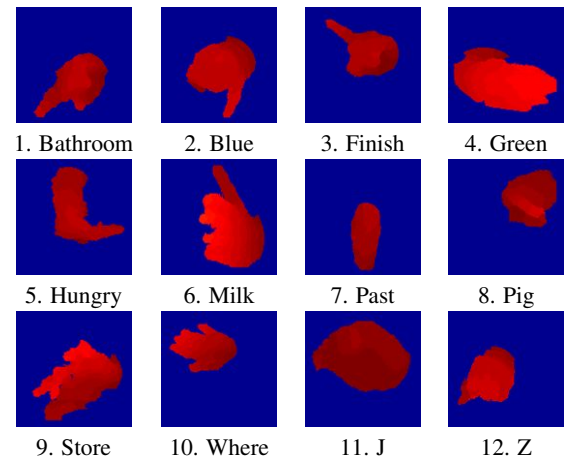 1. Bathroom 2. Blue 3. Finish 4. Green
5. Hungry 6. Milk 7. Past 8. Pig
9. Store 10. Where 11. J 12. Z